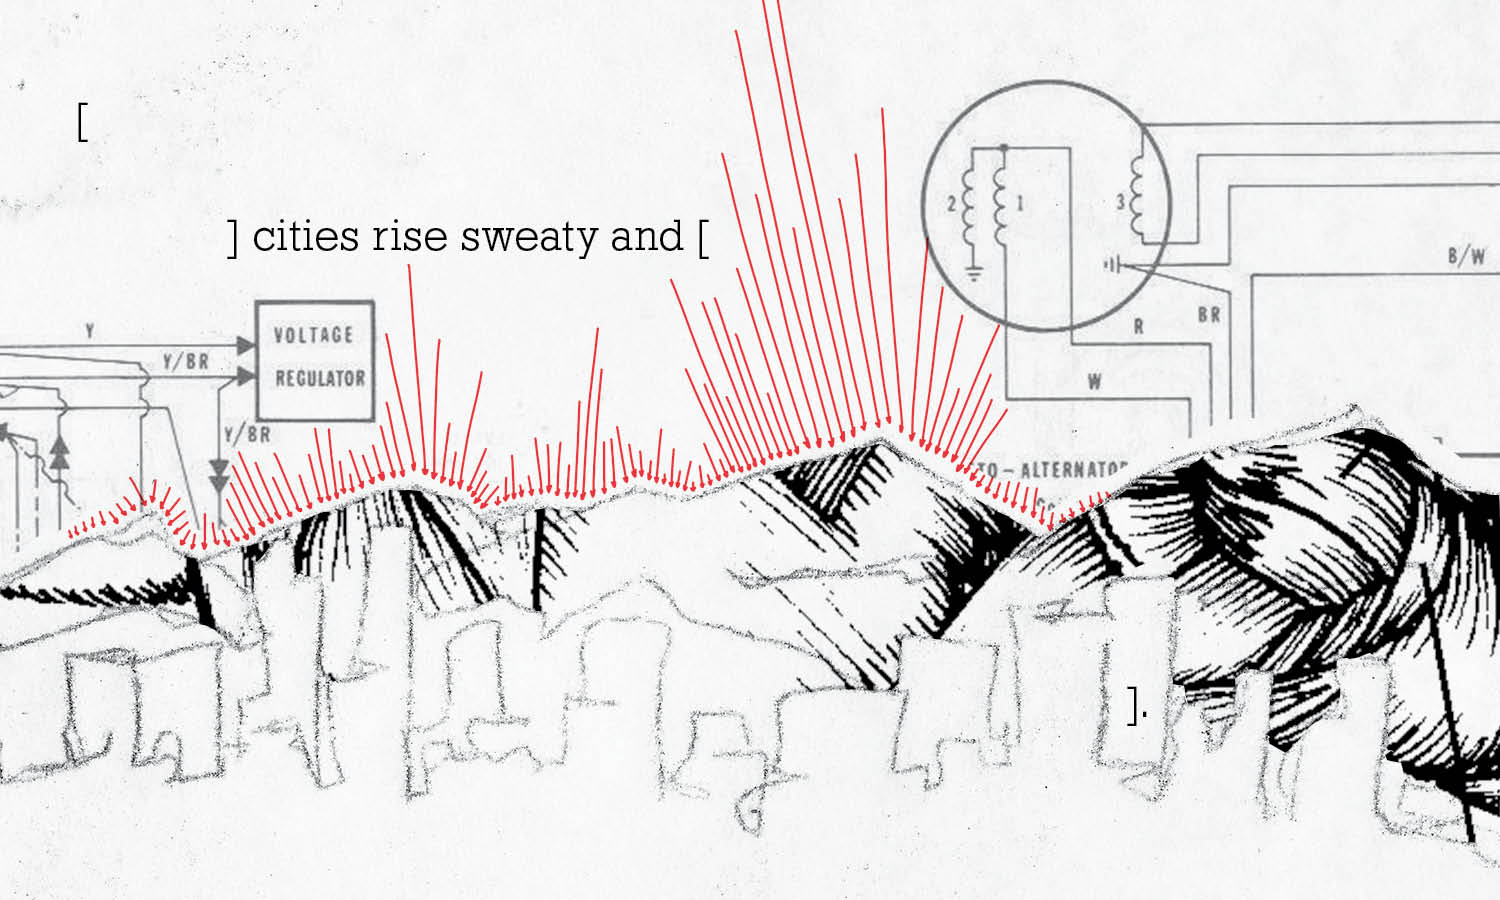 [
] cities rise sweaty and [
2 1 3
B/W
BR
R
Y
VOLTAGE
Y/BR
REGULATOR
W
Y/BR
TO-ALTERNATOR
].